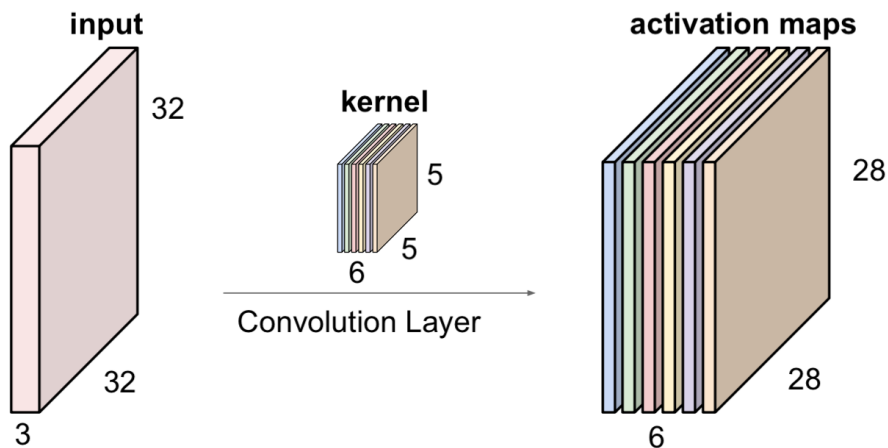 input
32
32
3
kernel
5
5
6
Convolution Layer
activation maps
28
28
6